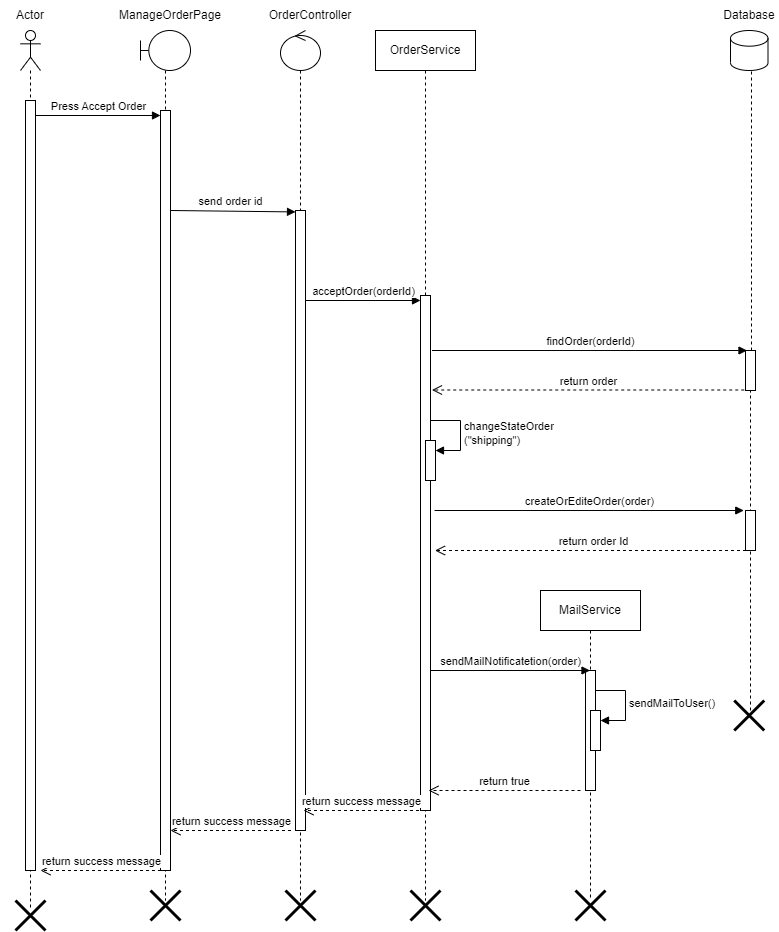 Actor
ManageOrderPage
OrderController
OrderService
Database
Press Accept Order
send order id
acceptOrder(orderId)
findOrder(orderId)
return order
changeStateOrder
("shipping")
createOrEditeOrder(order)
return order Id
MailService
sendMailNotificatetion(order)
sendMailToUser()
return true
return success message
return success message
return success message